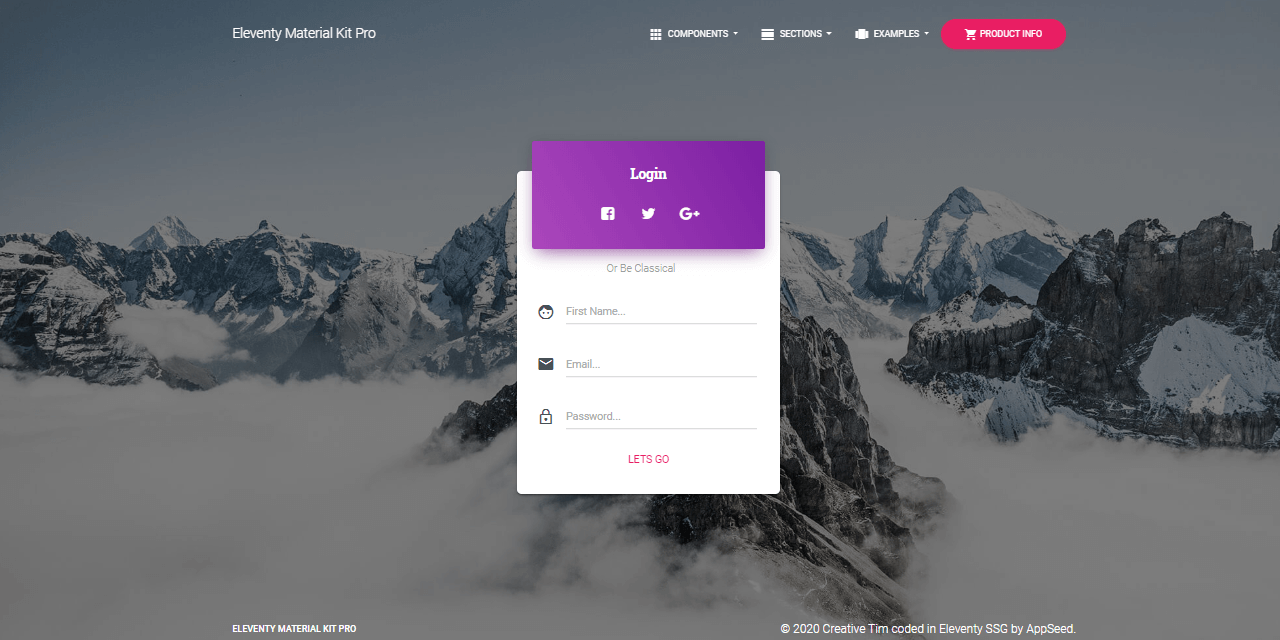 Eleventy Material Kit Pro
COMPONENTS
SECTIONS
EXAMPLES
PRODUCT INFO
Login
Or Be Classical
First Name...
Email...
Password...
LETS GO
ELEVENTY MATERIAL KIT PRO
© 2020 Creative Tim coded in Eleventy SSG by AppSeed.